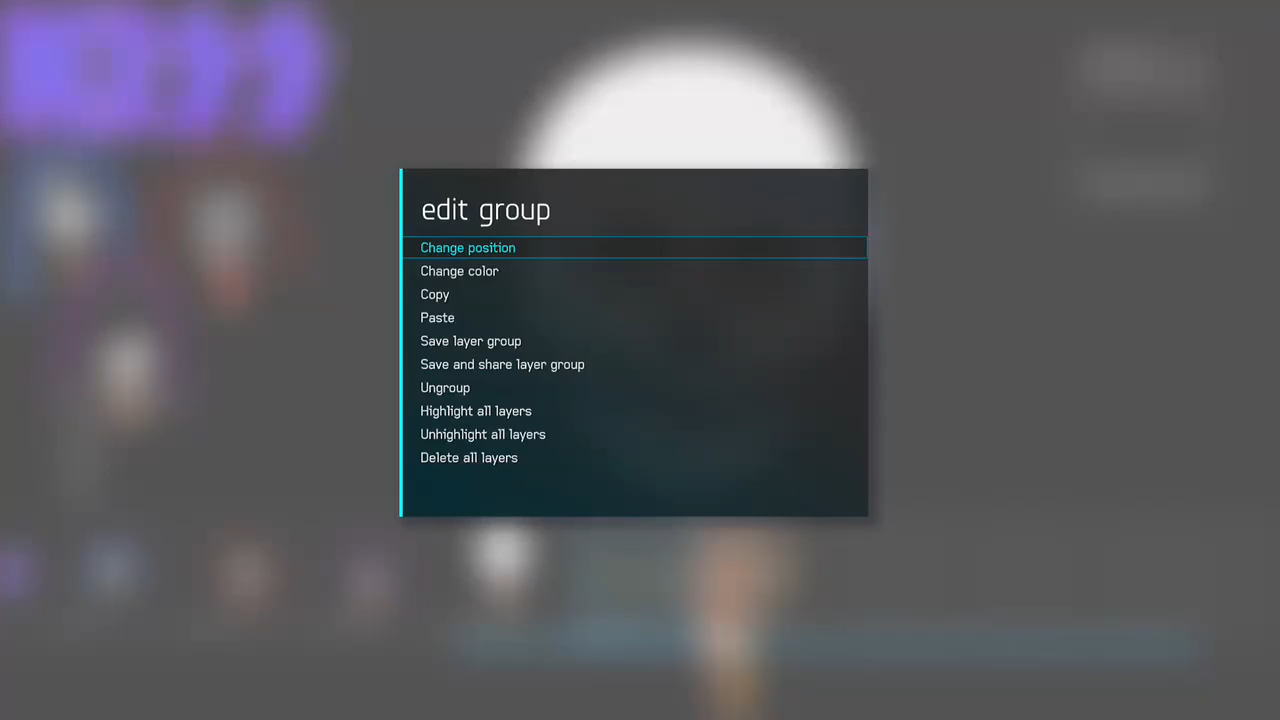 edit group
Change position
Change color
Copy
Paste
Save layer group
Save and share layer group
Ungroup
Highlight all layers
Unhighlight all layers
Delete all layers